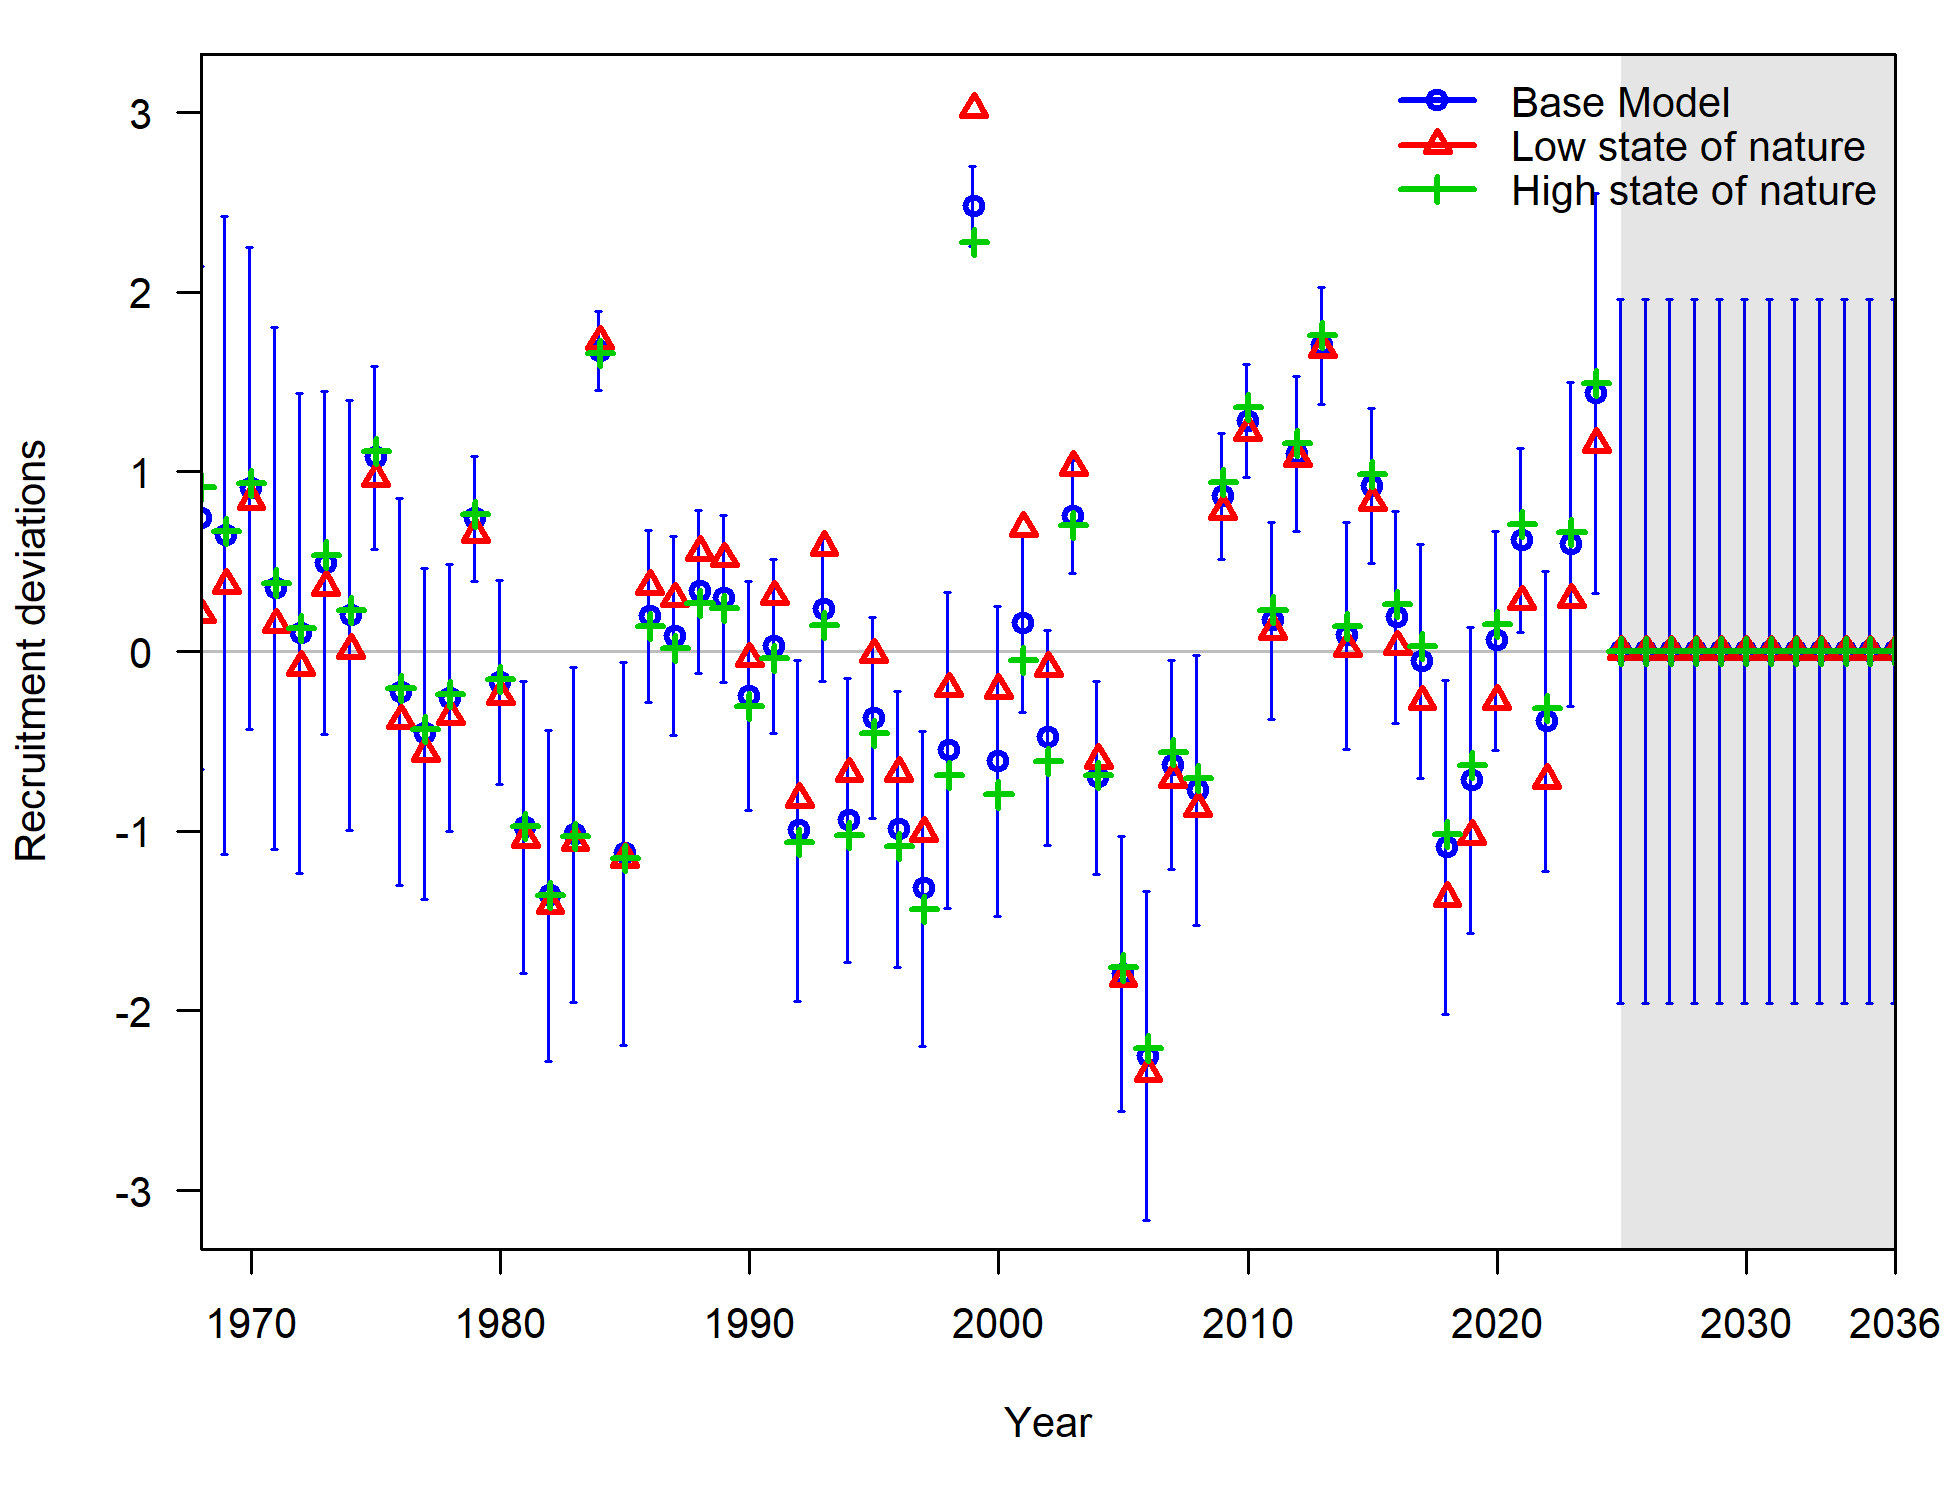 Base Model
Low state of nature
High state of nature
3
2
1
0
-1
-2
-3
Recruitment deviations
1970 1980 1990 2000 2010 2020 2030 2036
Year